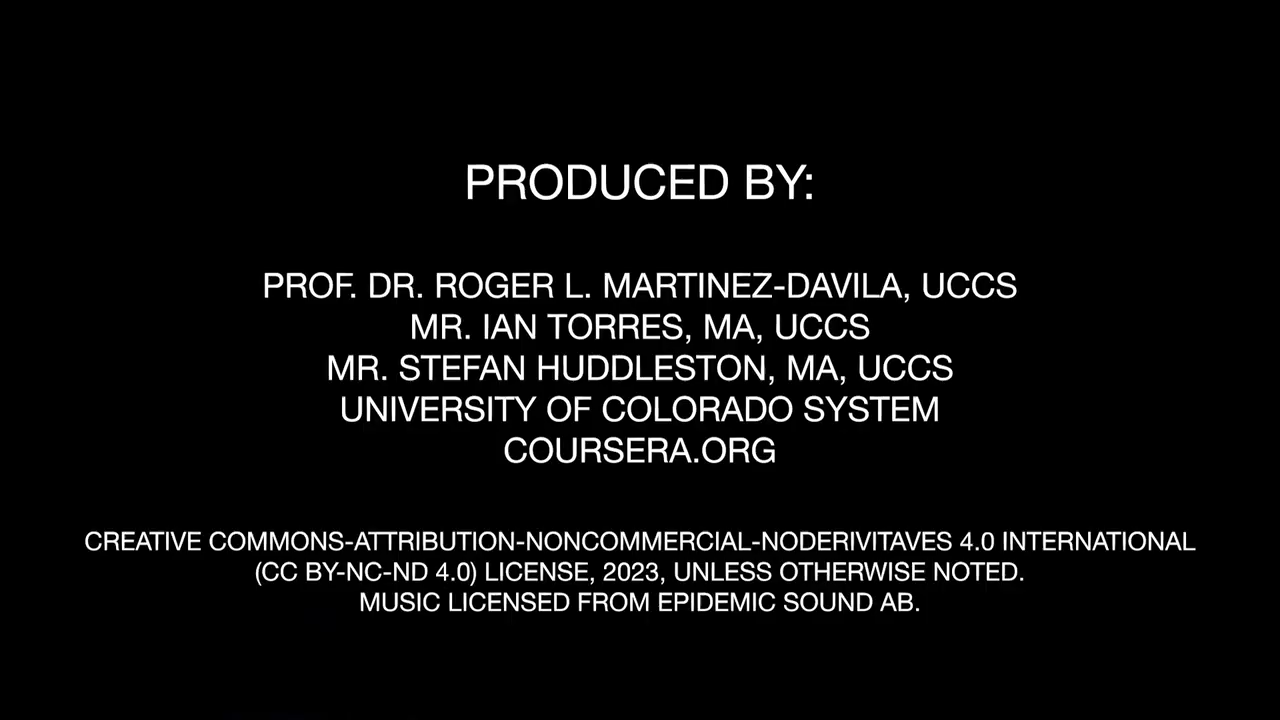 PRODUCED BY:
PROF. DR. ROGER L. MARTINEZ-DAVILA, UCCS
MR. IAN TORRES, MA, UCCS
MR. STEFAN HUDDLESTON, MA, UCCS
UNIVERSITY OF COLORADO SYSTEM
COURSERA.ORG
CREATIVE COMMONS-ATTRIBUTION-NONCOMMERCIAL-NODERIVITAVES 4.0 INTERNATIONAL
(CC BY-NC-ND 4.0) LICENSE, 2023, UNLESS OTHERWISE NOTED.
MUSIC LICENSED FROM EPIDEMIC SOUND AB.